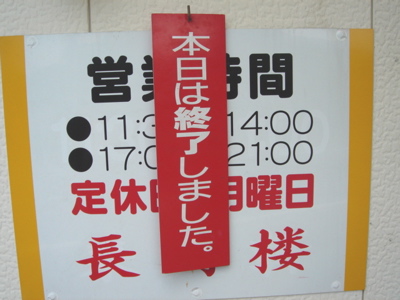 営業時間
●11:3 14:00
●17:0 21:00
定休日 月曜日
長 楼
本日は終了しました。